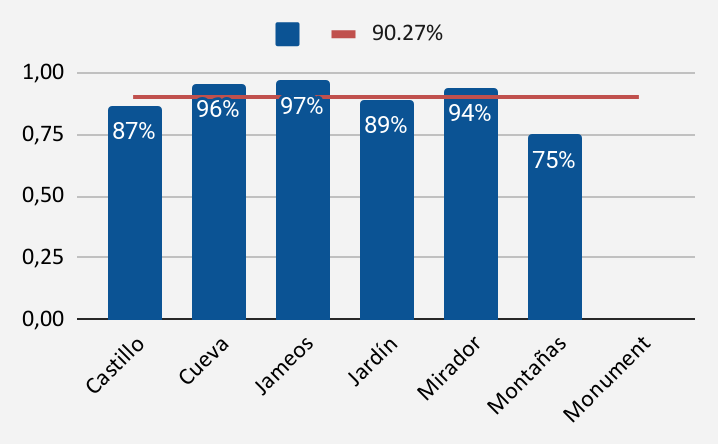 90.27%
1,00
0,75
0,50
0,25
0,00
87%
96%
97%
89%
94%
75%
Castillo
Cueva
Jameos
Jardín
Mirador
Montañas
Monument